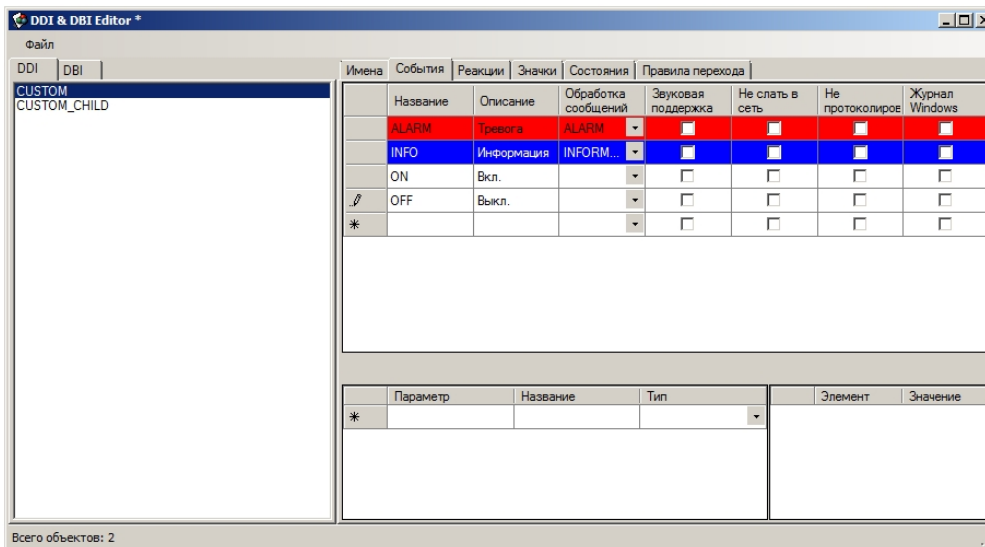 DDI & DBI Editor *
Файл
DDI DBI
CUSTOM
CUSTOM_CHILD
Имена События Реакции Значки Состояния Правила перехода
Название Описание Обработка сообщений Звуковая поддержка Не слать в сеть Не протоколиров Журнал Windows
ALARM Тревога ALARM
INFO Информация INFORM...
ON Вкл.
OFF Выкл.
Параметр Название Тип Элемент Значение
Всего объектов: 2